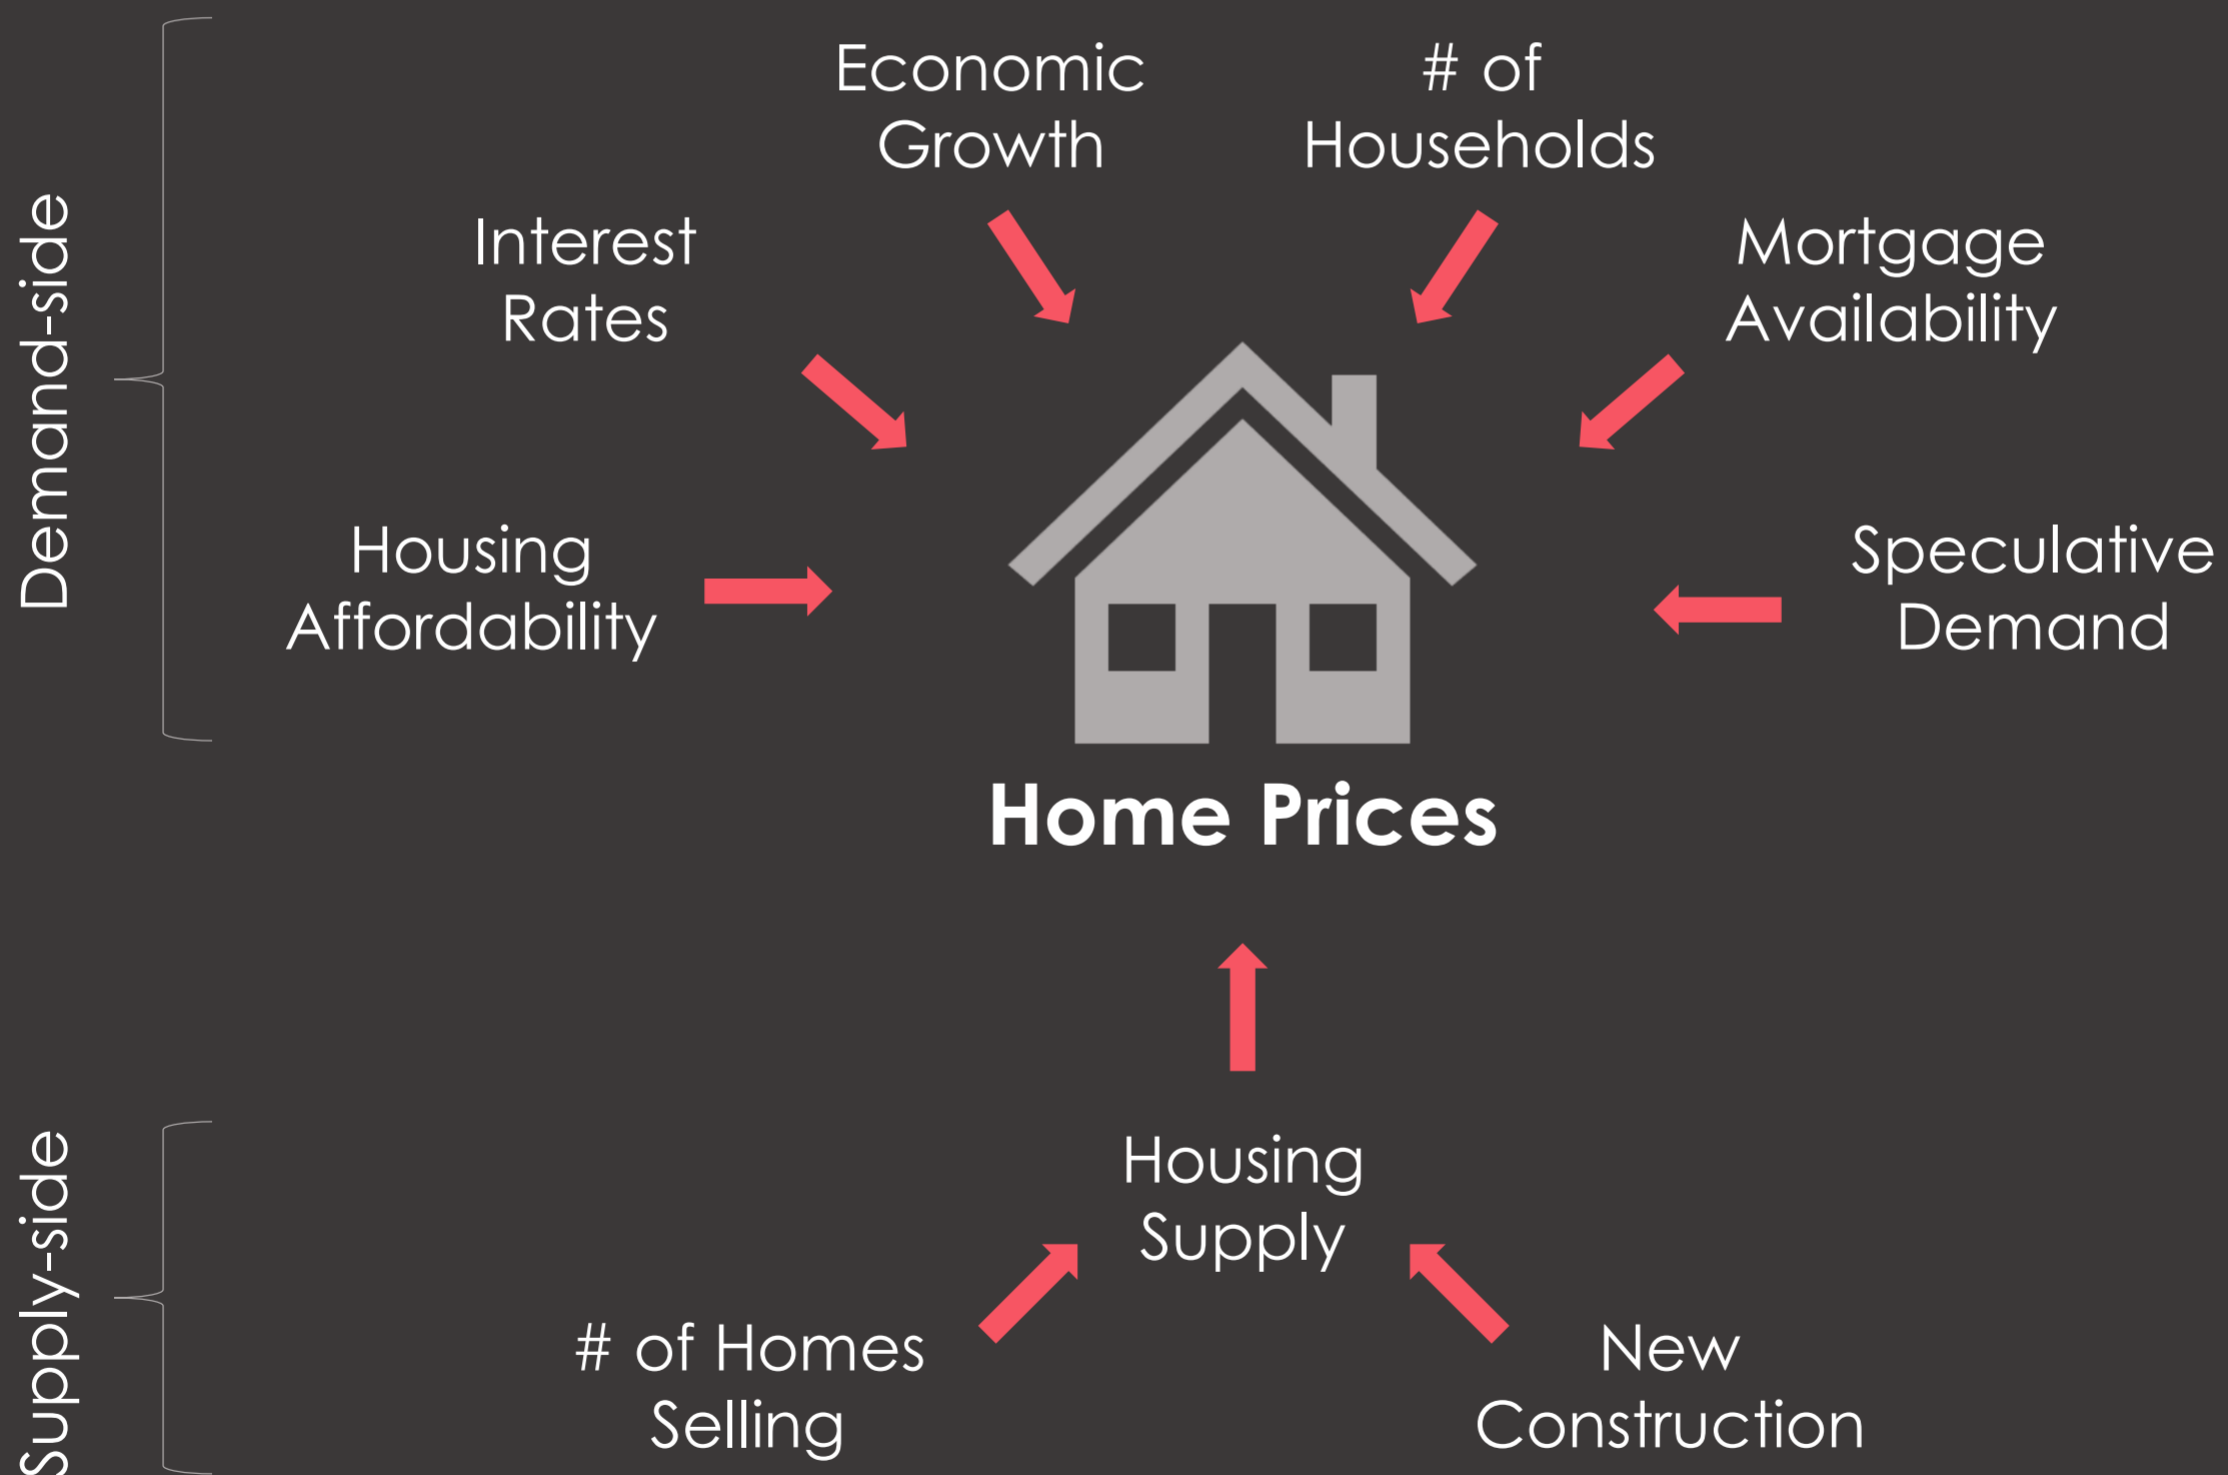 Demand-side
Economic
Growth
# of
Households
Interest
Rates
Mortgage
Availability
Housing
Affordability
Speculative
Demand
Home Prices
Supply-side
Housing
Supply
# of Homes
Selling
New
Construction